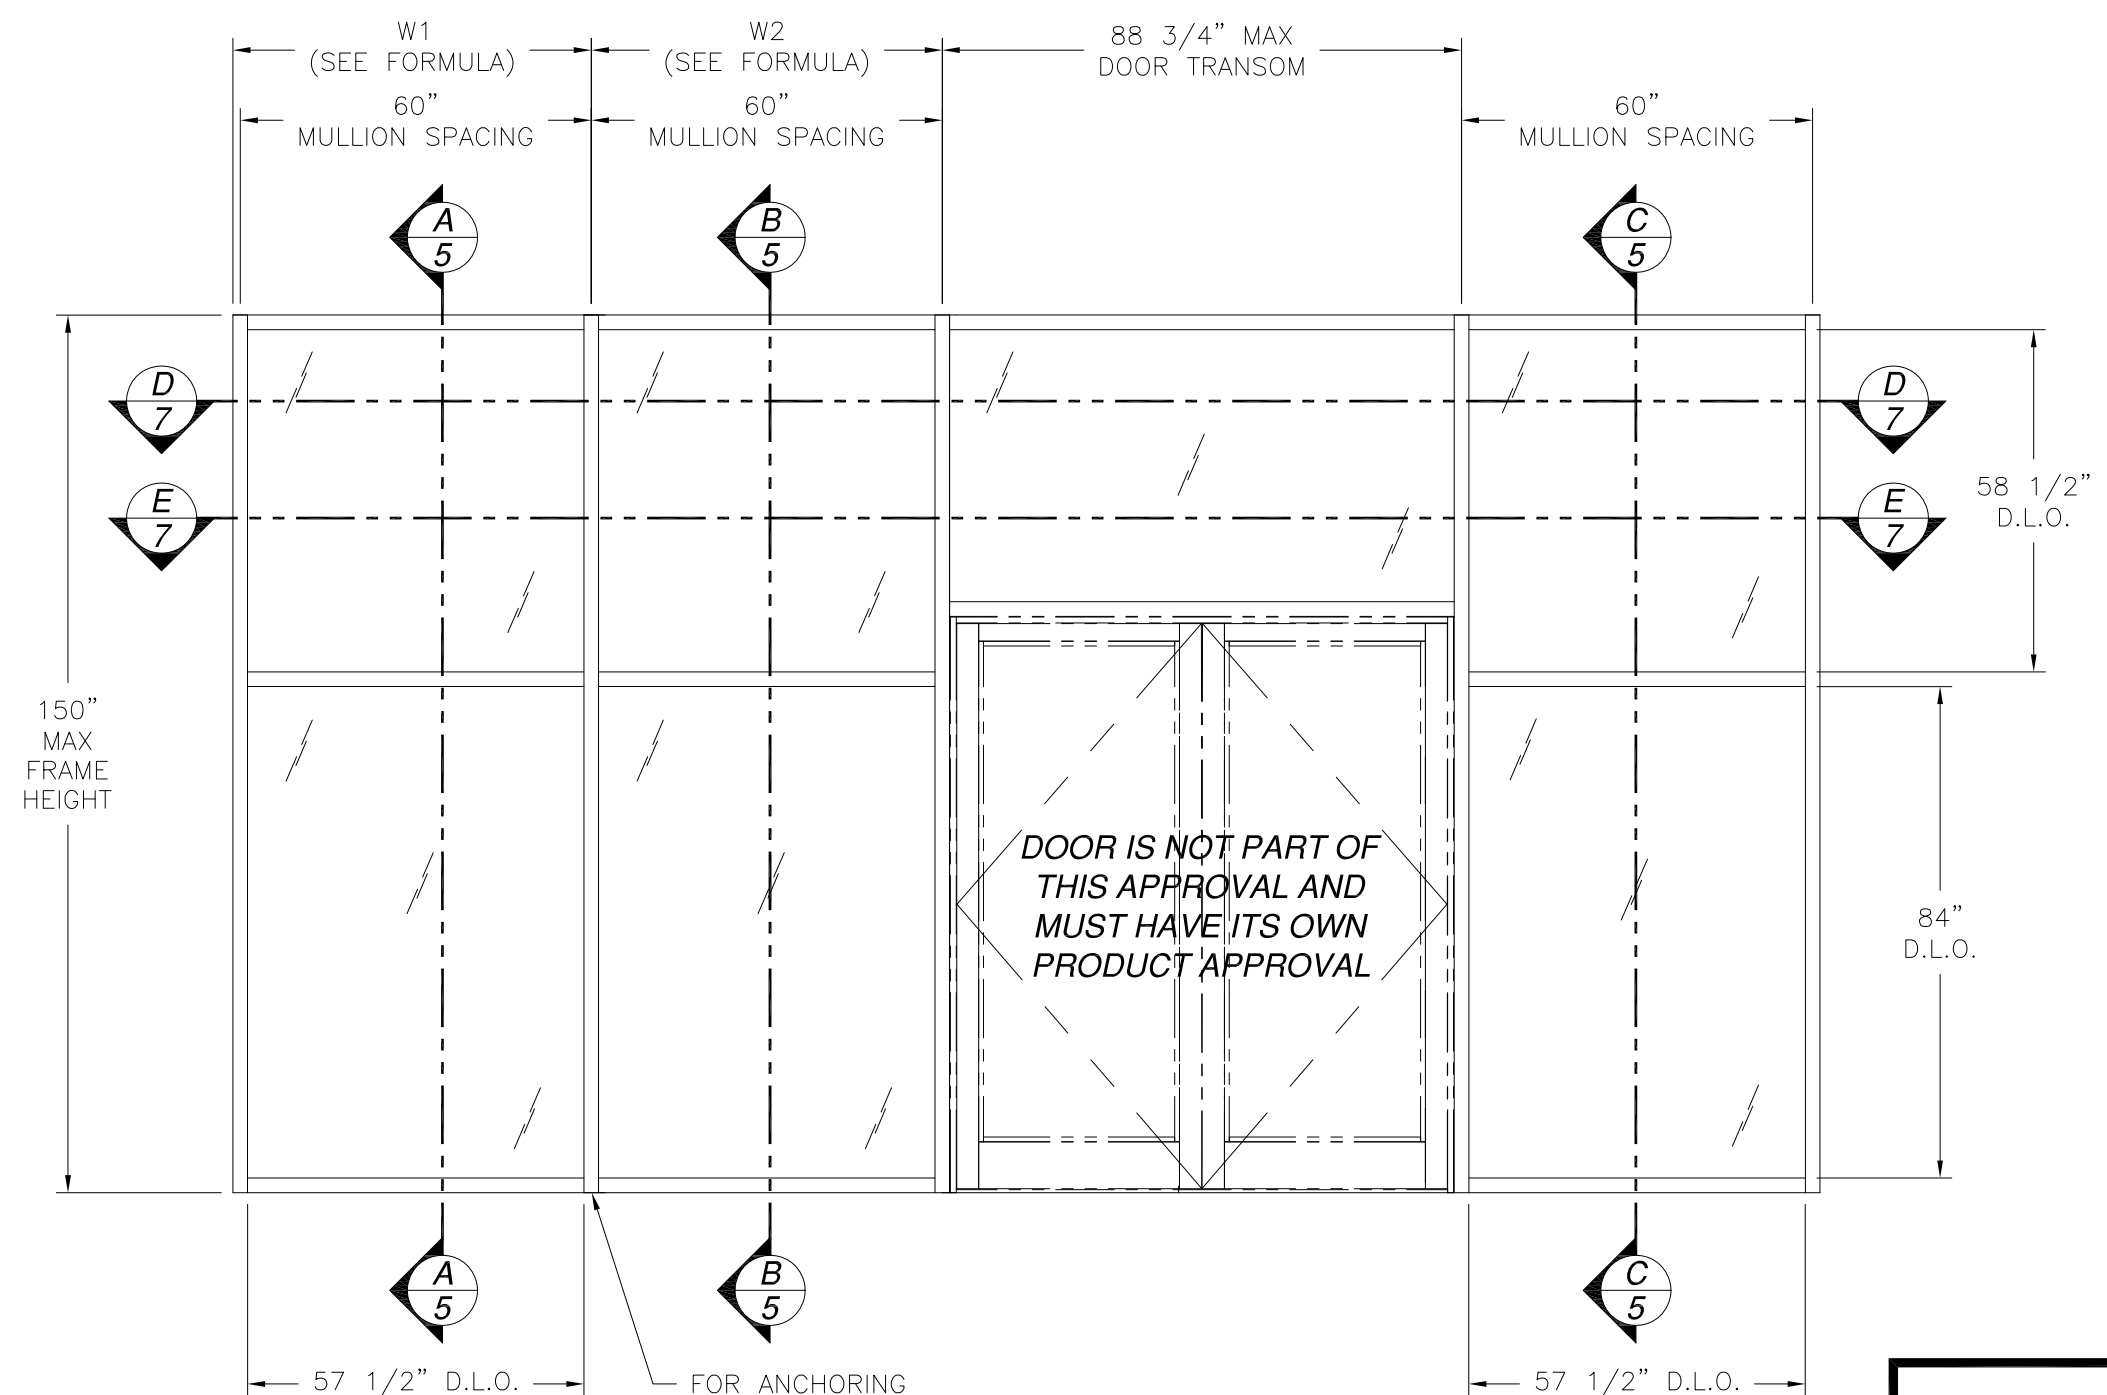 W1
(SEE FORMULA)
W2
(SEE FORMULA)
88 3/4” MAX
DOOR TRANSOM
60”
MULLION SPACING
60”
MULLION SPACING
60”
MULLION SPACING
A
5
B
5
C
5
D
7
D
7
E
7
E
7
58 1/2”
D.L.O.
150”
MAX
FRAME
HEIGHT
DOOR IS NOT PART OF
THIS APPROVAL AND
MUST HAVE ITS OWN
PRODUCT APPROVAL
84”
D.L.O.
A
5
B
5
C
5
57 1/2” D.L.O.
FOR ANCHORING
57 1/2” D.L.O.